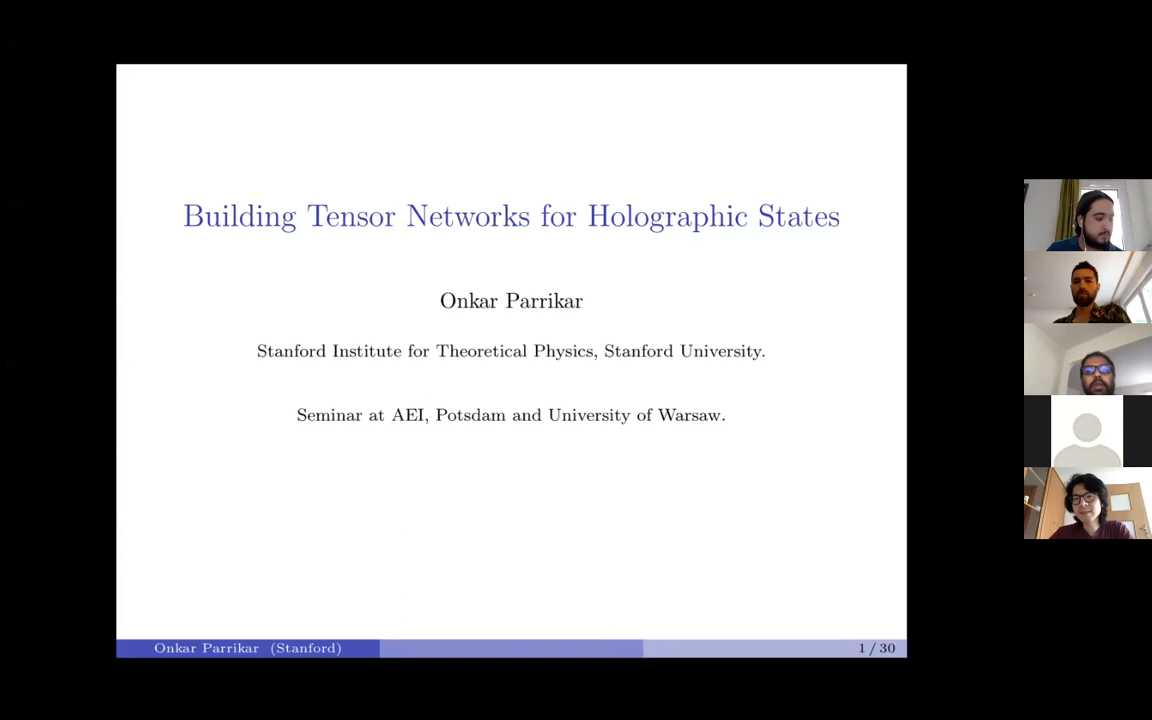 Building Tensor Networks for Holographic States
Onkar Parrikar
Stanford Institute for Theoretical Physics, Stanford University.
Seminar at AEI, Potsdam and University of Warsaw.
Onkar Parrikar (Stanford)
1 / 30